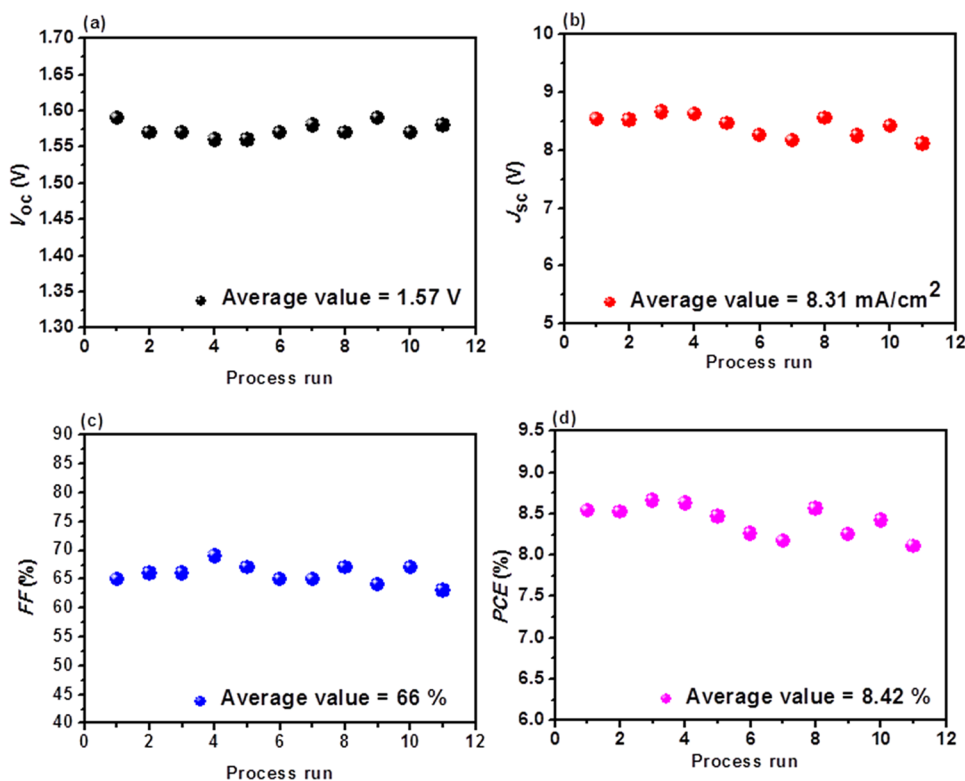 (a)
1.70
1.65
1.60
1.55
1.50
1.45
1.40
1.35
1.30
Voc (V)
Average value = 1.57 V
0 2 4 6 8 10 12
Process run
(b)
10
9
8
7
6
5
Jsc (V)
Average value = 8.31 mA/cm2
0 2 4 6 8 10 12
Process run
(c)
90
85
80
75
70
65
60
55
50
45
40
FF (%)
Average value = 66 %
0 2 4 6 8 10 12
Process run
(d)
9.5
9.0
8.5
8.0
7.5
7.0
6.5
6.0
PCE (%)
Average value = 8.42 %
0 2 4 6 8 10 12
Process run